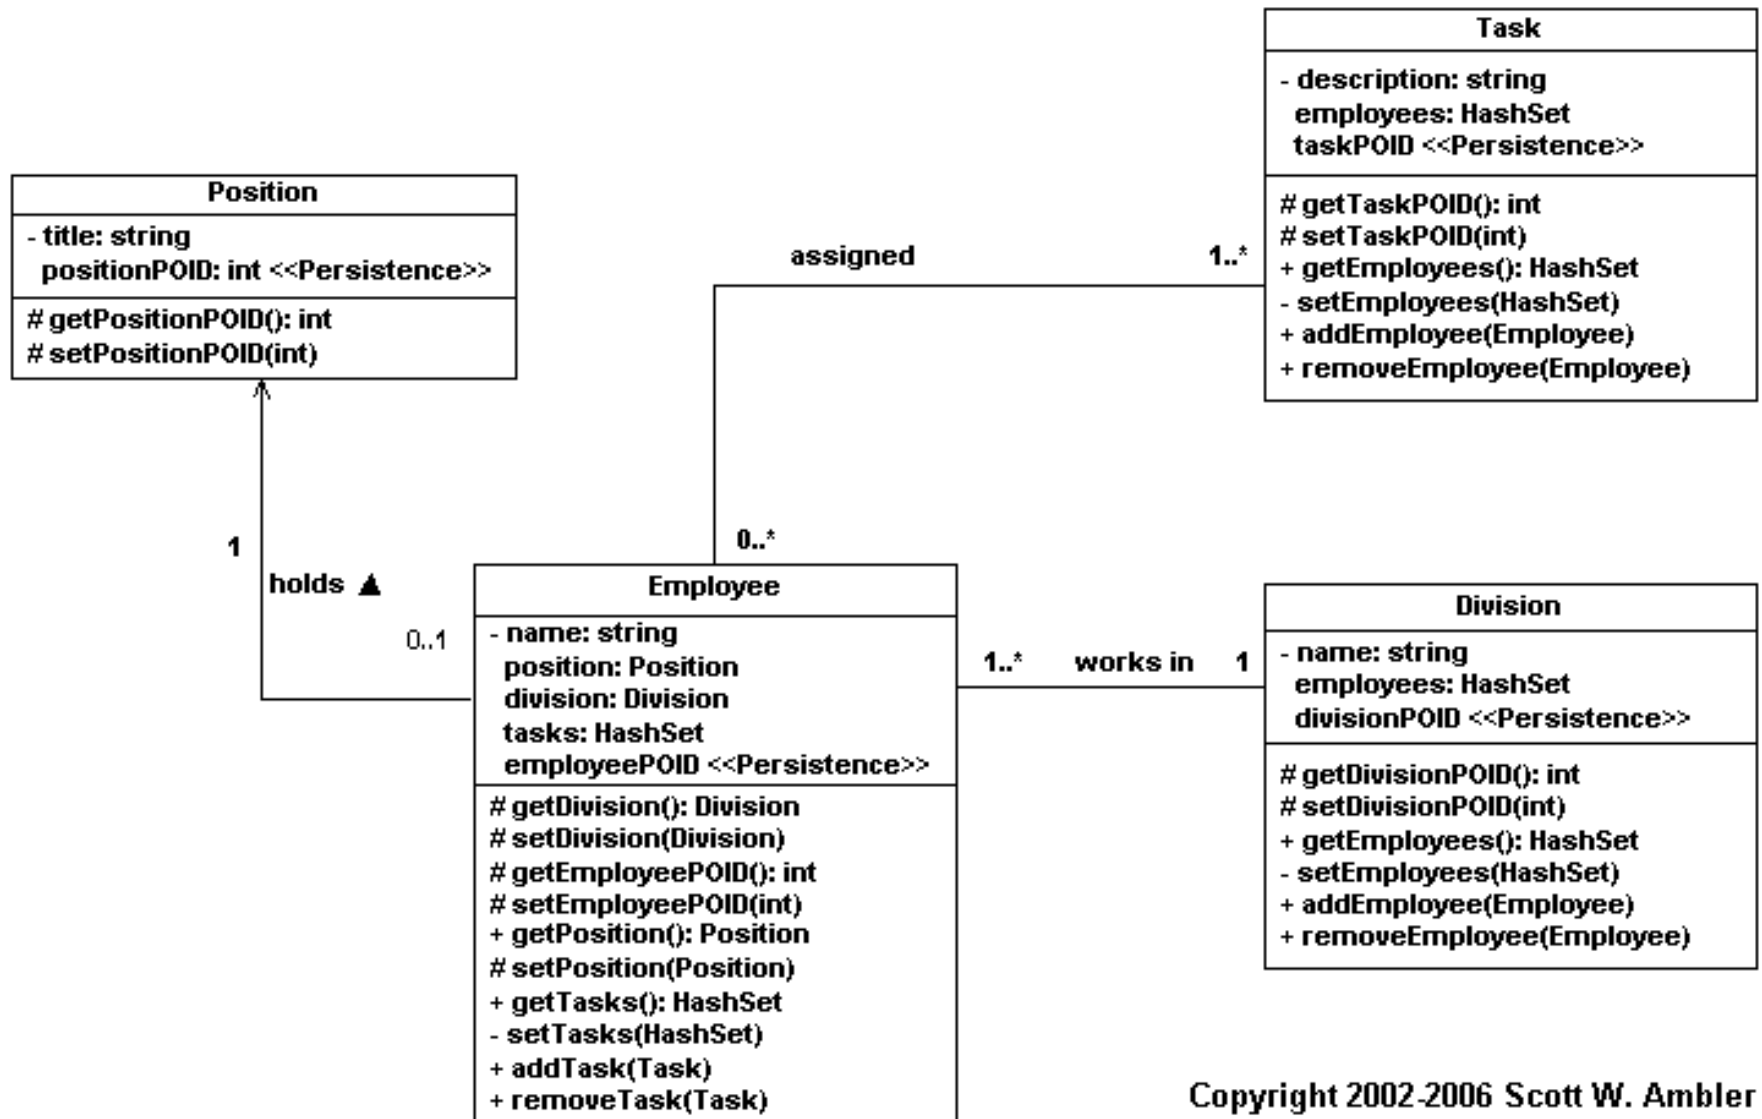 Task
- description: string
employees: HashSet
taskPOID <<Persistence>>
# getTaskPOID(): int
# setTaskPOID(int)
+ getEmployees(): HashSet
- setEmployees(HashSet)
+ addEmployee(Employee)
+ removeEmployee(Employee)
Position
- title: string
positionPOID: int <<Persistence>>
# getPositionPOID(): int
# setPositionPOID(int)
assigned
1..*
0..*
1
holds ▲
0..1
Employee
- name: string
position: Position
division: Division
tasks: HashSet
employeePOID <<Persistence>>
# getDivision(): Division
# setDivision(Division)
# getEmployeePOID(): int
# setEmployeePOID(int)
+ getPosition(): Position
# setPosition(Position)
+ getTasks(): HashSet
- setTasks(HashSet)
+ addTask(Task)
+ removeTask(Task)
1..* works in 1
Division
- name: string
employees: HashSet
divisionPOID <<Persistence>>
# getDivisionPOID(): int
# setDivisionPOID(int)
+ getEmployees(): HashSet
- setEmployees(HashSet)
+ addEmployee(Employee)
+ removeEmployee(Employee)
Copyright 2002-2006 Scott W. Ambler